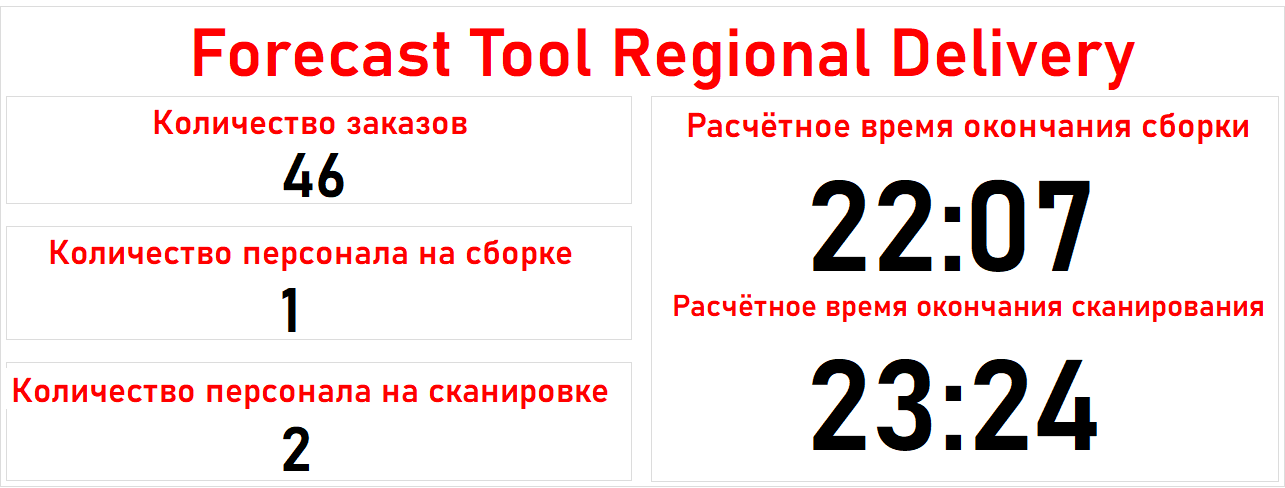 Forecast Tool Regional Delivery
Количество заказов
46
Количество персонала на сборке
1
Количество персонала на сканировке
2
Расчётное время окончания сборки
22:07
Расчётное время окончания сканирования
23:24